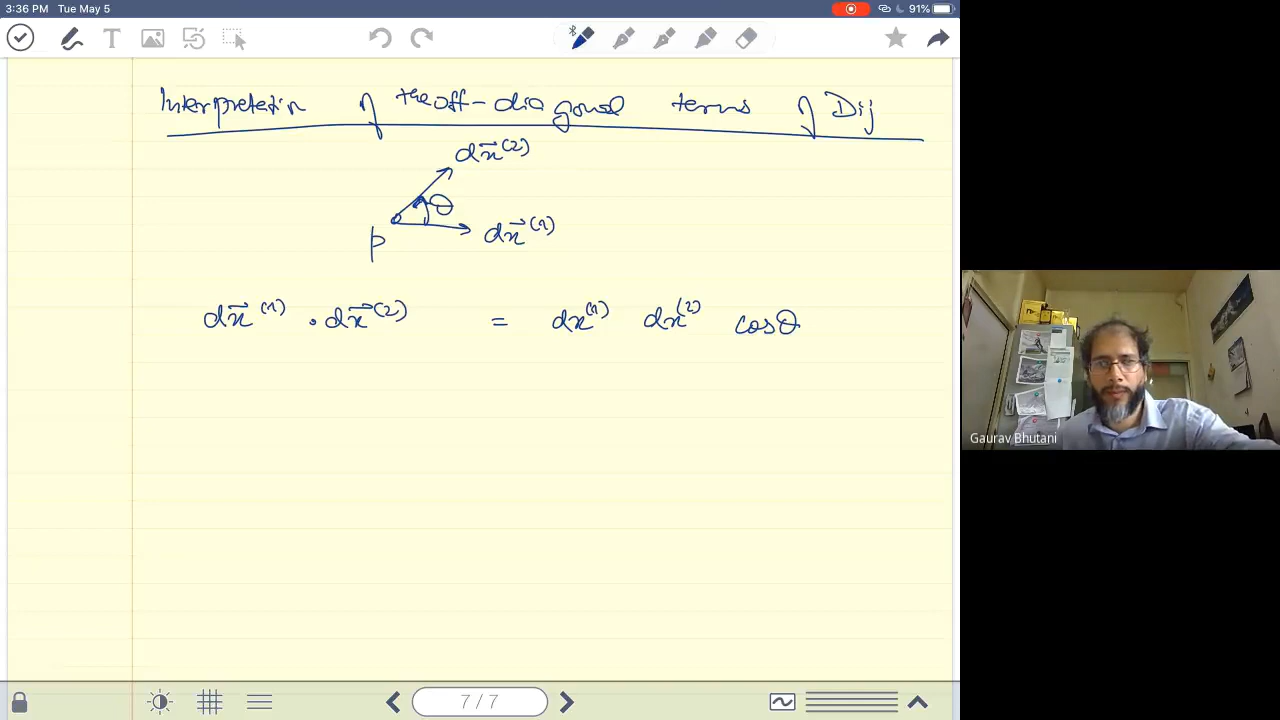 3:36 PM Tue May 5
91%
Interpretation of the off-diagonal terms of Dij
dx⃗⁽²⁾
θ
P
dx⃗⁽¹⁾
dx⃗⁽¹⁾ . dx⃗⁽²⁾ = dx⁽¹⁾ dx⁽²⁾ cosθ
Gaurav Bhutani
7 / 7